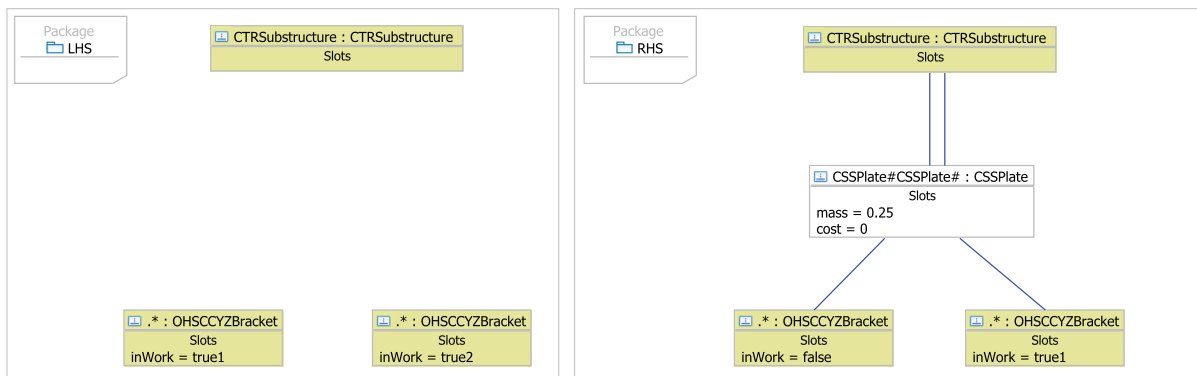 Package
LHS
CTRSubstructure : CTRSubstructure
Slots
.* : OHSCCYZBracket
Slots
inWork = true1
.* : OHSCCYZBracket
Slots
inWork = true2
Package
RHS
CTRSubstructure : CTRSubstructure
Slots
CSSPlate#CSSPlate# : CSSPlate
Slots
mass = 0.25
cost = 0
.* : OHSCCYZBracket
Slots
inWork = false
.* : OHSCCYZBracket
Slots
inWork = true1